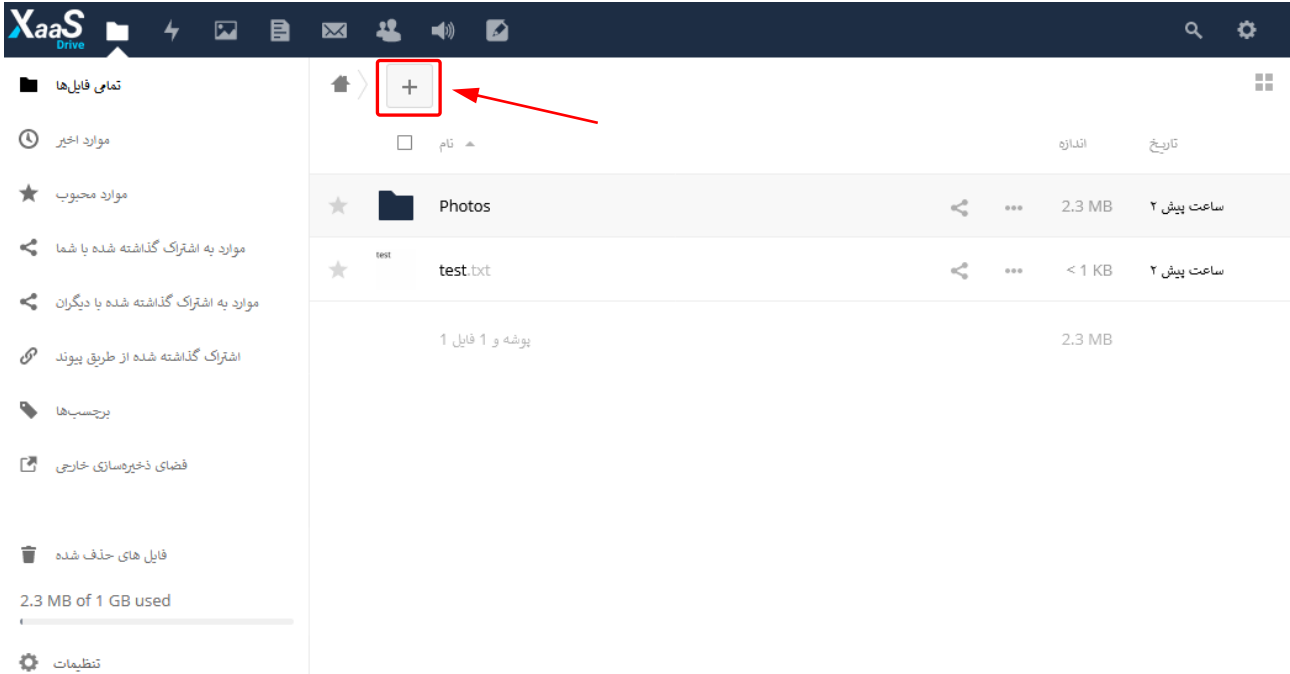 XaaS
Drive
تمامی فایل‌ها
موارد اخیر
موارد محبوب
موارد به اشتراک گذاشته شده با شما
موارد به اشتراک گذاشته شده با دیگران
اشتراک گذاشته شده از طریق پیوند
برچسب‌ها
فضای ذخیره‌سازی خارجی
فایل های حذف شده
2.3 MB of 1 GB used
تنظیمات
نام اندازه تاریخ
Photos 2.3 MB ساعت پیش ۲
test
test.txt < 1 KB ساعت پیش ۲
پوشه و 1 فایل 1 2.3 MB